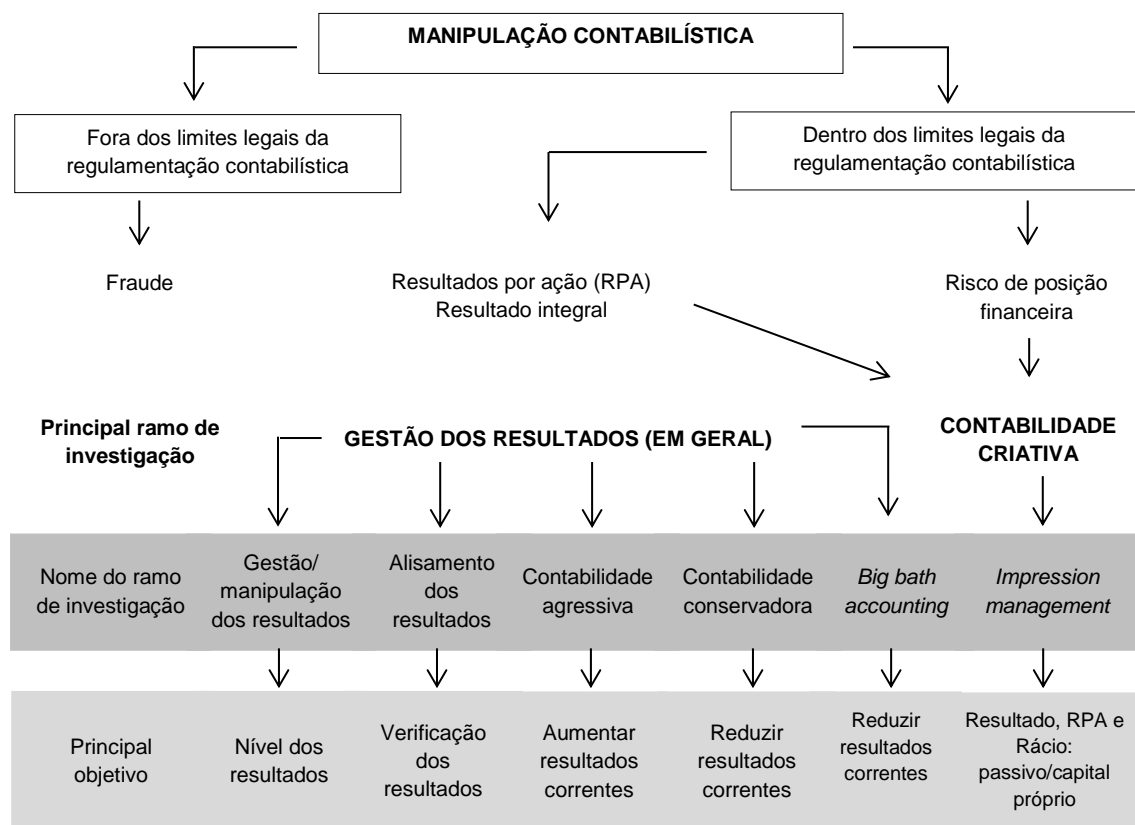 MANIPULAÇÃO CONTABILÍSTICA
Fora dos limites legais da
regulamentação contabilística
Dentro dos limites legais da
regulamentação contabilística
Fraude
Resultados por ação (RPA)
Resultado integral
Risco de posição
financeira
Principal ramo de
investigação
GESTÃO DOS RESULTADOS (EM GERAL)
CONTABILIDADE
CRIATIVA
Nome do ramo
de investigação
Gestão/
manipulação
dos resultados
Alisamento
dos
resultados
Contabilidade
agressiva
Contabilidade
conservadora
Big bath
accounting
Impression
management
Principal
objetivo
Nível dos
resultados
Verificação
dos
resultados
Aumentar
resultados
correntes
Reduzir
resultados
correntes
Reduzir
resultados
correntes
Resultado, RPA e
Rácio:
passivo/capital
próprio